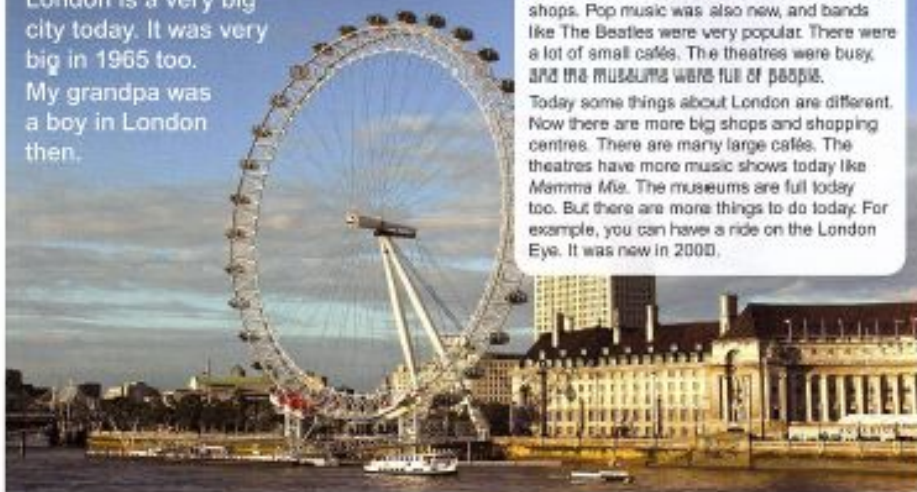 London is a very big
city today. It was very
big in 1965 too.
My grandpa was
a boy in London
then.
shops. Pop music was also new, and bands
like The Beatles were very popular. There were
a lot of small cafés. The theatres were busy,
and the museums were full of people.
Today some things about London are different.
Now there are more big shops and shopping
centres. There are many large cafés. The
theatres have more music shows today like
Mamma Mia. The museums are full today
too. But there are more things to do today. For
example, you can have a ride on the London
Eye. It was new in 2000.